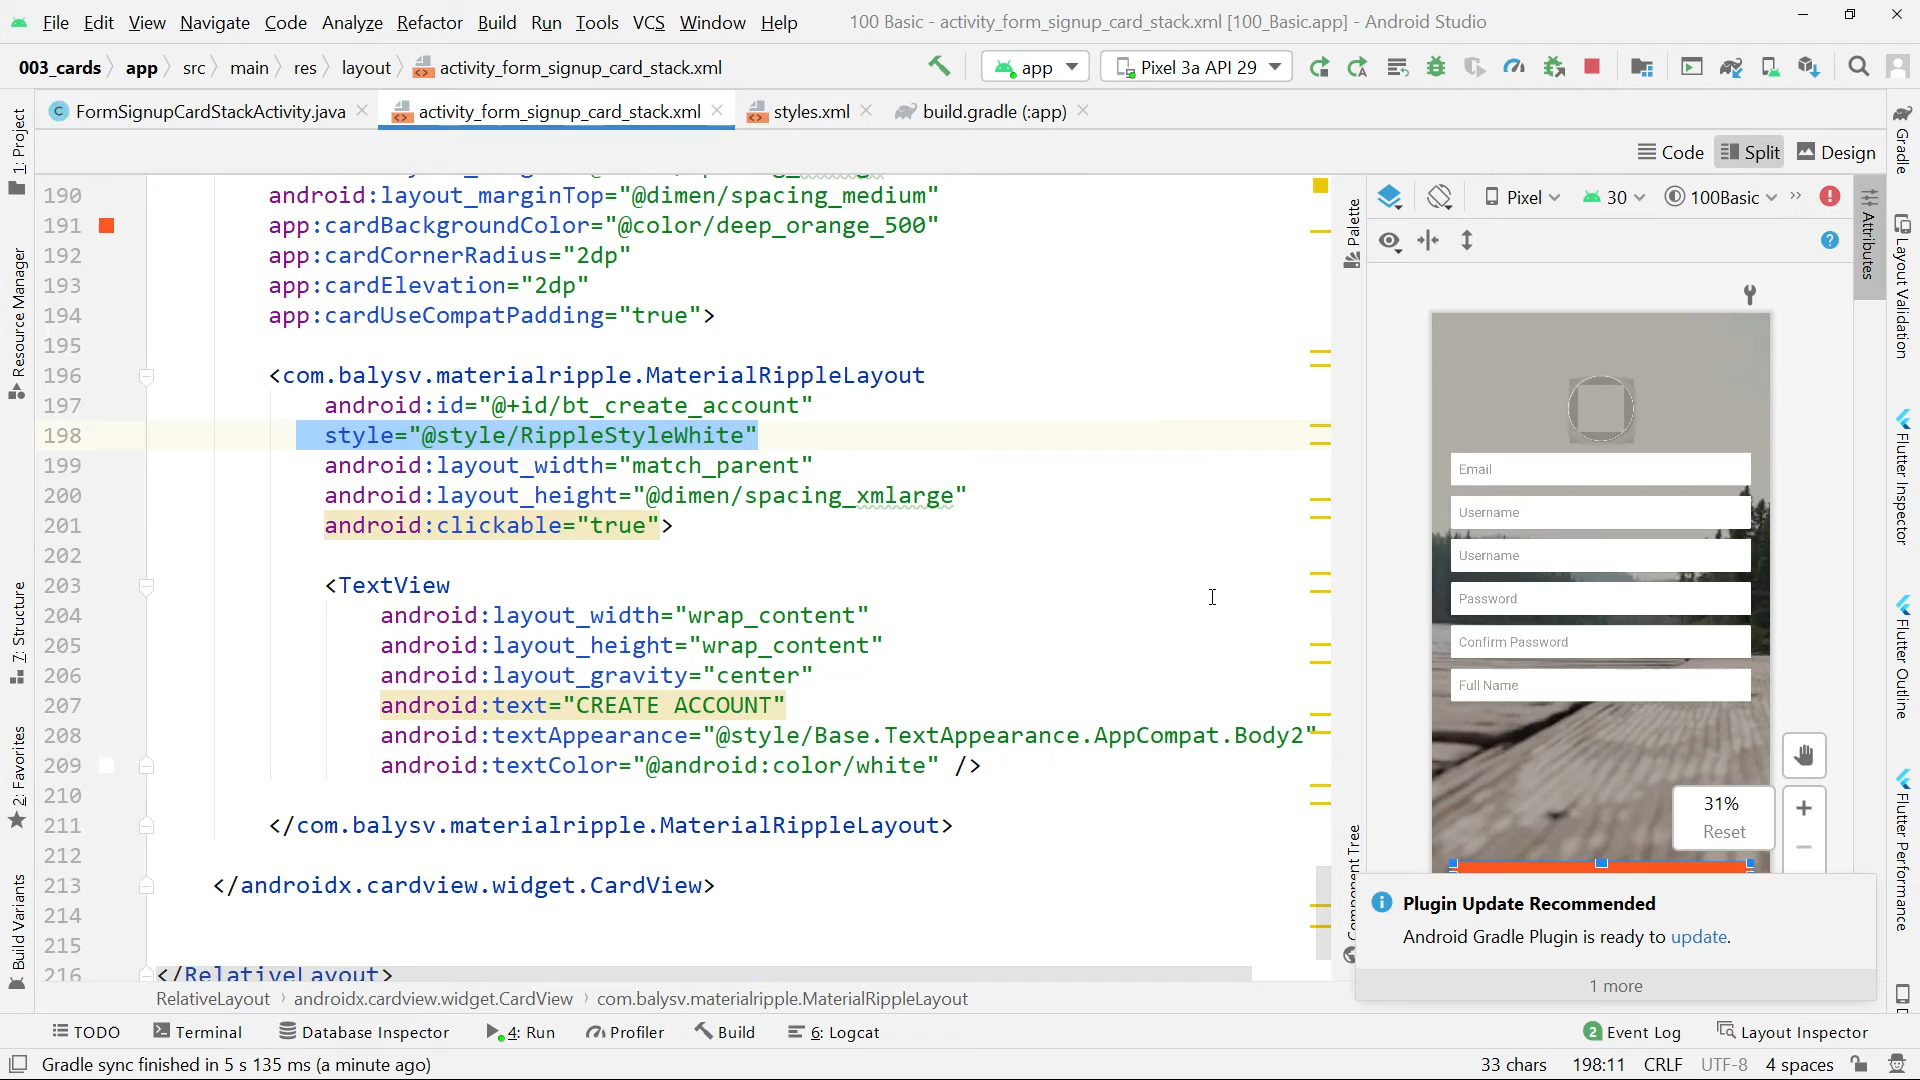 File Edit View Navigate Code Analyze Refactor Build Run Tools VCS Window Help 100 Basic - activity_form_signup_card_stack.xml [100_Basic.app] - Android Studio
003_cards app src main res layout activity_form_signup_card_stack.xml app Pixel 3a API 29
FormSignupCardStackActivity.java activity_form_signup_card_stack.xml styles.xml build.gradle (:app)
Code Split Design
190 android:layout_marginTop="@dimen/spacing_medium"
191 app:cardBackgroundColor="@color/deep_orange_500"
192 app:cardCornerRadius="2dp"
193 app:cardElevation="2dp"
194 app:cardUseCompatPadding="true">
195
196 <com.balysv.materialripple.MaterialRippleLayout
197 android:id="@+id/bt_create_account"
198 style="@style/RippleStyleWhite"
199 android:layout_width="match_parent"
200 android:layout_height="@dimen/spacing_xmlarge"
201 android:clickable="true">
202
203 <TextView
204 android:layout_width="wrap_content"
205 android:layout_height="wrap_content"
206 android:layout_gravity="center"
207 android:text="CREATE ACCOUNT"
208 android:textAppearance="@style/Base.TextAppearance.AppCompat.Body2"
209 android:textColor="@android:color/white" />
210
211 </com.balysv.materialripple.MaterialRippleLayout>
212
213 </androidx.cardview.widget.CardView>
214
215
216 </RelativeLayout>
RelativeLayout androidx.cardview.widget.CardView com.balysv.materialripple.MaterialRippleLayout
1: Project
Resource Manager
7: Structure
2: Favorites
Build Variants
Palette
Component Tree
Pixel 30 100Basic
Email
Username
Username
Password
Confirm Password
Full Name
31%
Reset
Plugin Update Recommended
Android Gradle Plugin is ready to update.
1 more
Attributes
Gradle
Layout Validation
Flutter Inspector
Flutter Outline
Flutter Performance
TODO Terminal Database Inspector 4: Run Profiler Build 6: Logcat 2 Event Log Layout Inspector
Gradle sync finished in 5 s 135 ms (a minute ago) 33 chars 198:11 CRLF UTF-8 4 spaces